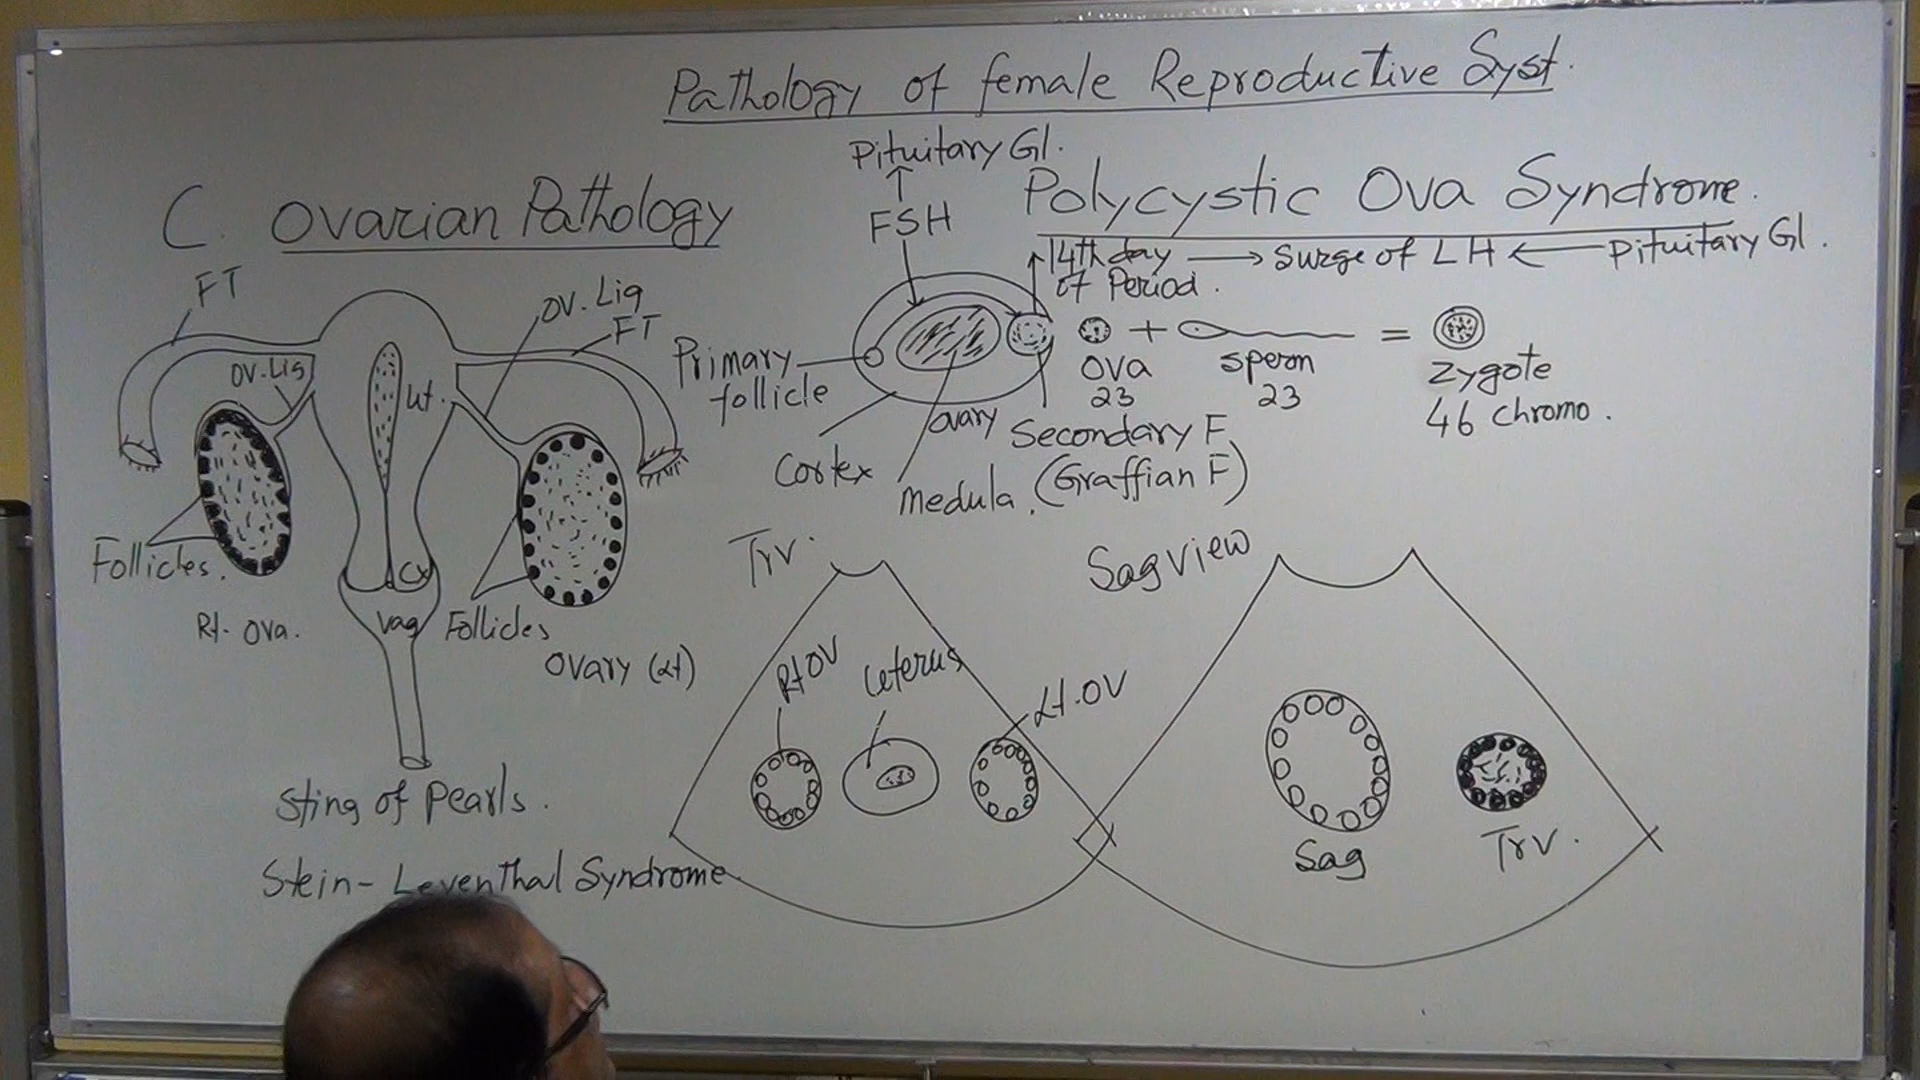 Pathology of female Reproductive Syst.
C. Ovarian Pathology
FT
OV. Lig
FT
OV. Lig
ut.
Follicles.
Cx
Rt. Ova.
Vag
Follicles
Ovary (Lt)
Sting of Pearls.
Stein- Leventhal Syndrome
Pituitary Gl.
FSH
Polycystic Ova Syndrome.
14th day → Surge of LH ← Pituitary Gl.
of Period.
Primary
follicle
Cortex
Ovary
Medula.
Secondary F
(Graffian F)
+ =
Ova
23
Sperm
23
Zygote
46 Chromo.
Trv.
Rt OV
Uterus
Lt. OV
Sag view
Sag
Trv.